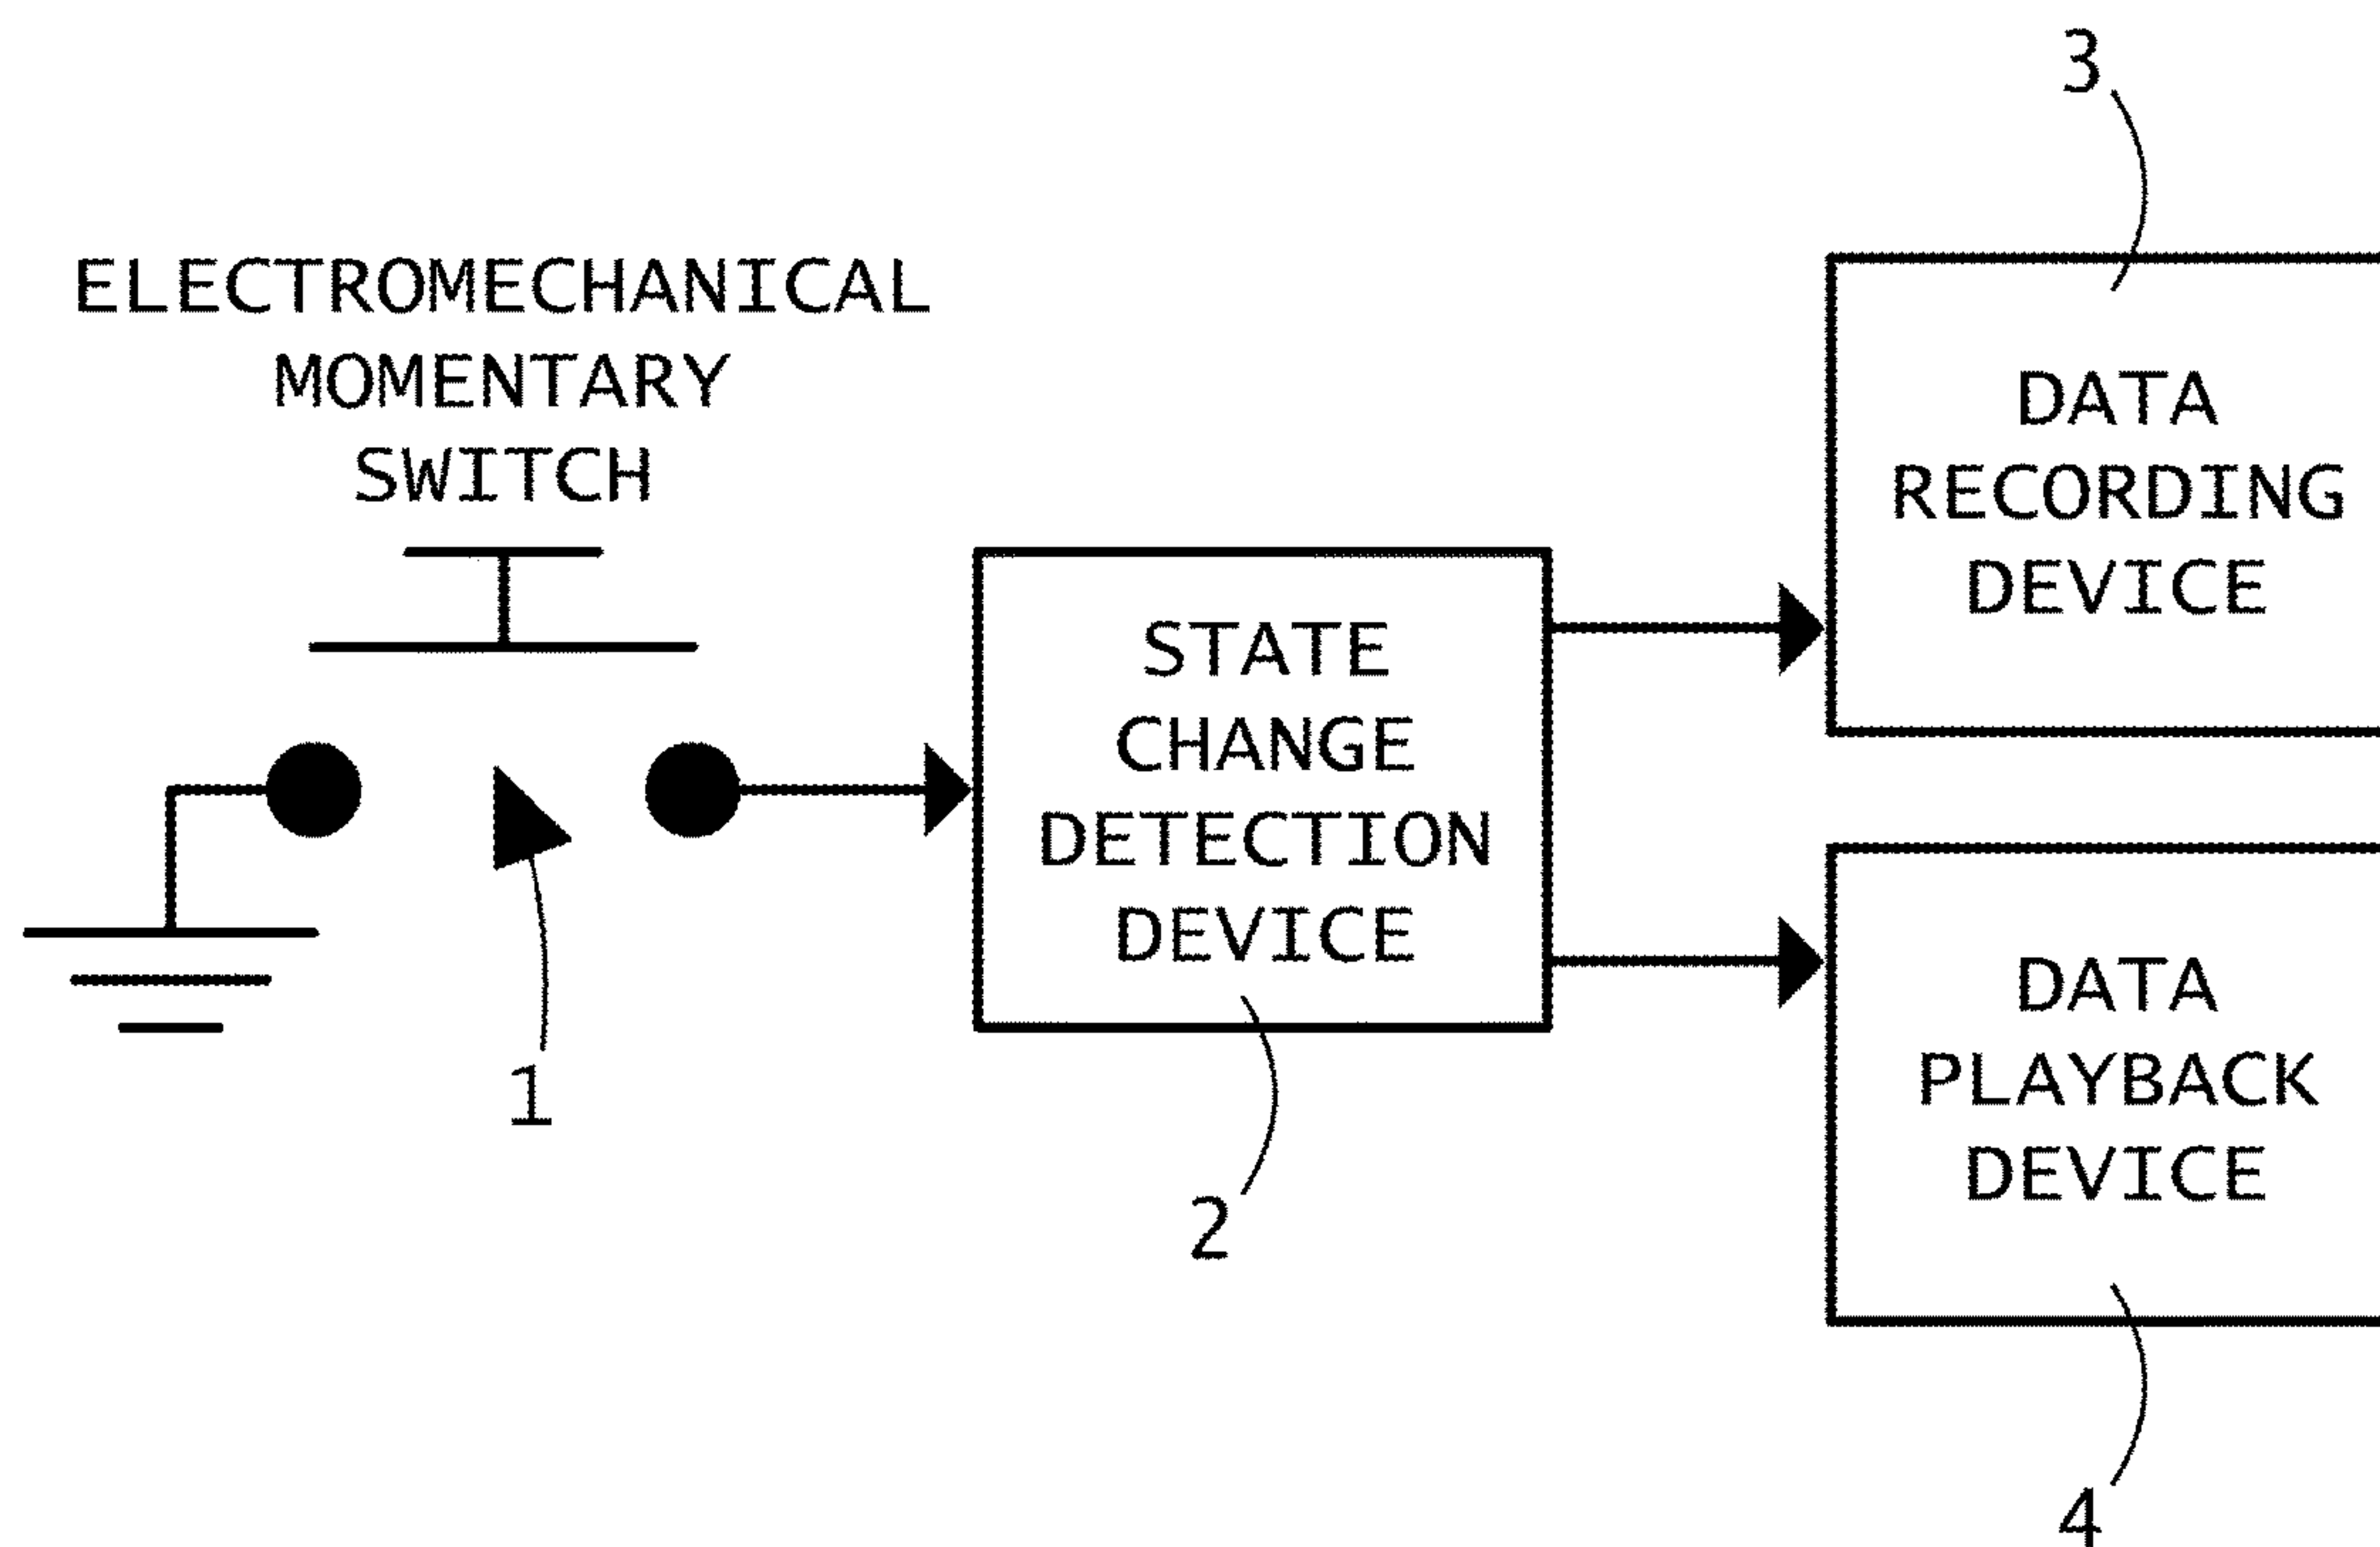 3
ELECTROMECHANICAL
MOMENTARY
SWITCH
DATA
RECORDING
DEVICE
STATE
CHANGE
DETECTION
DEVICE
DATA
PLAYBACK
DEVICE
1
2
4